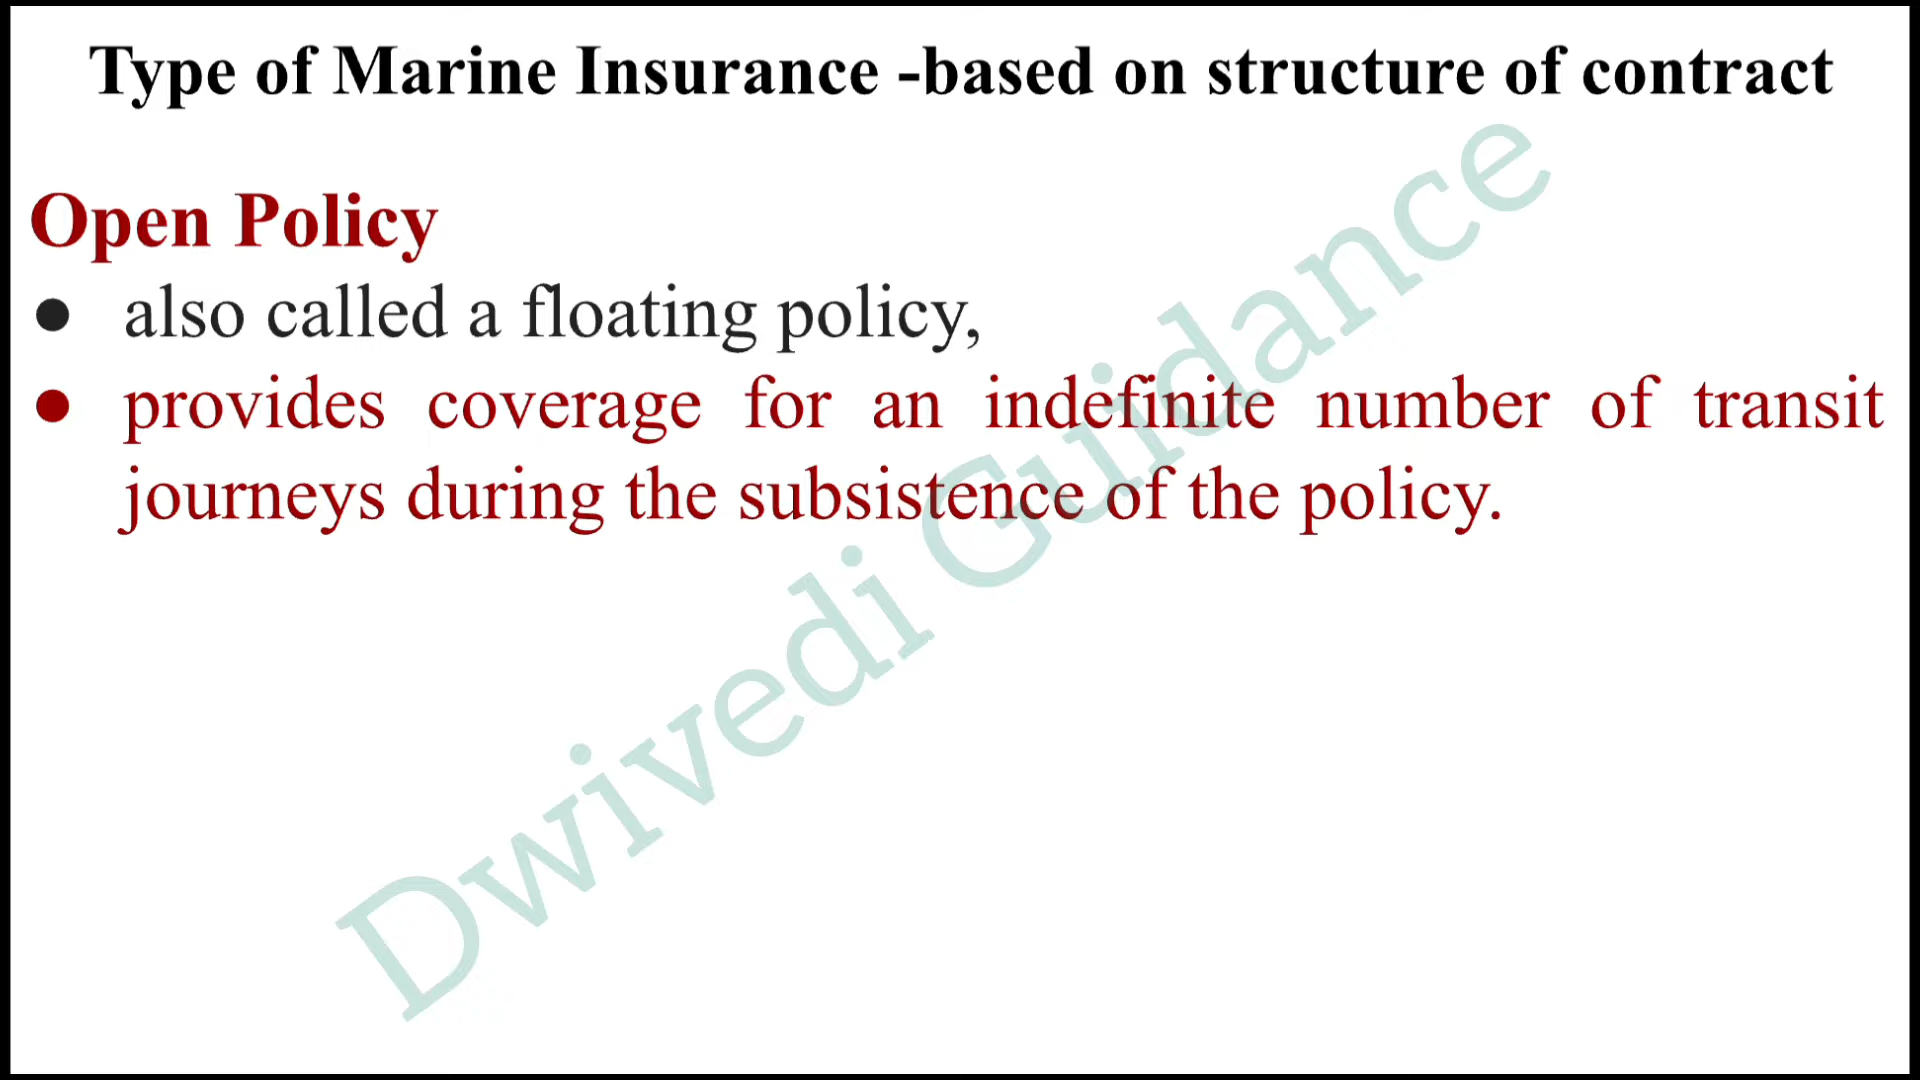 Type of Marine Insurance -based on structure of contract
Open Policy
● also called a floating policy,
● provides coverage for an indefinite number of transit
journeys during the subsistence of the policy.
Dwivedi Guidance